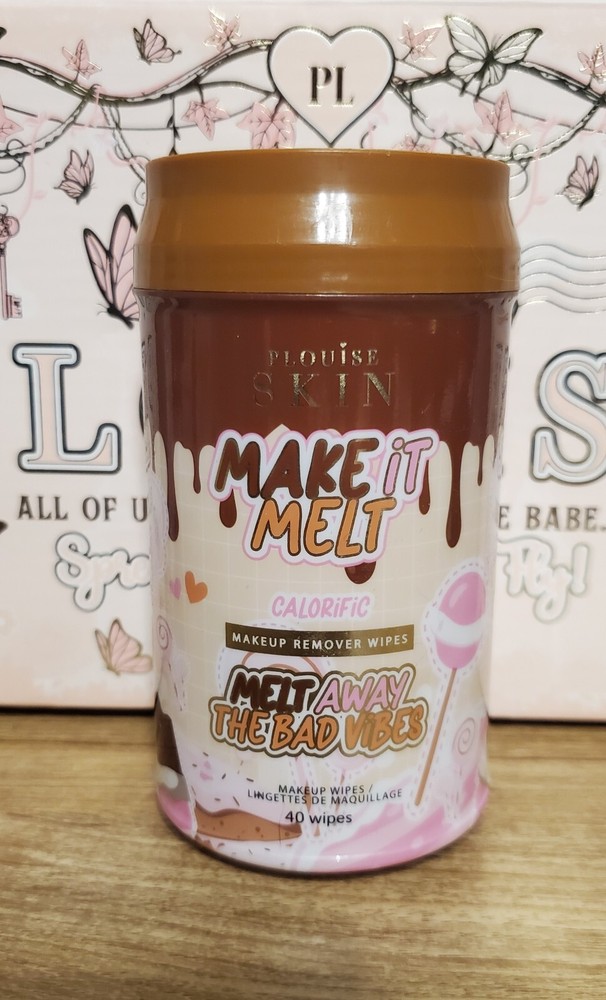 PL
PLOUiSE
SKIN
MAKE iT
MELT
CALORiFiC
MAKEUP REMOVER WIPES
MELT AWAY
THE BAD ViBES
MAKEUP WIPES /
LINGETTES DE MAQUILLAGE
40 wipes
L
S
ALL OF
BABE..
Fly!